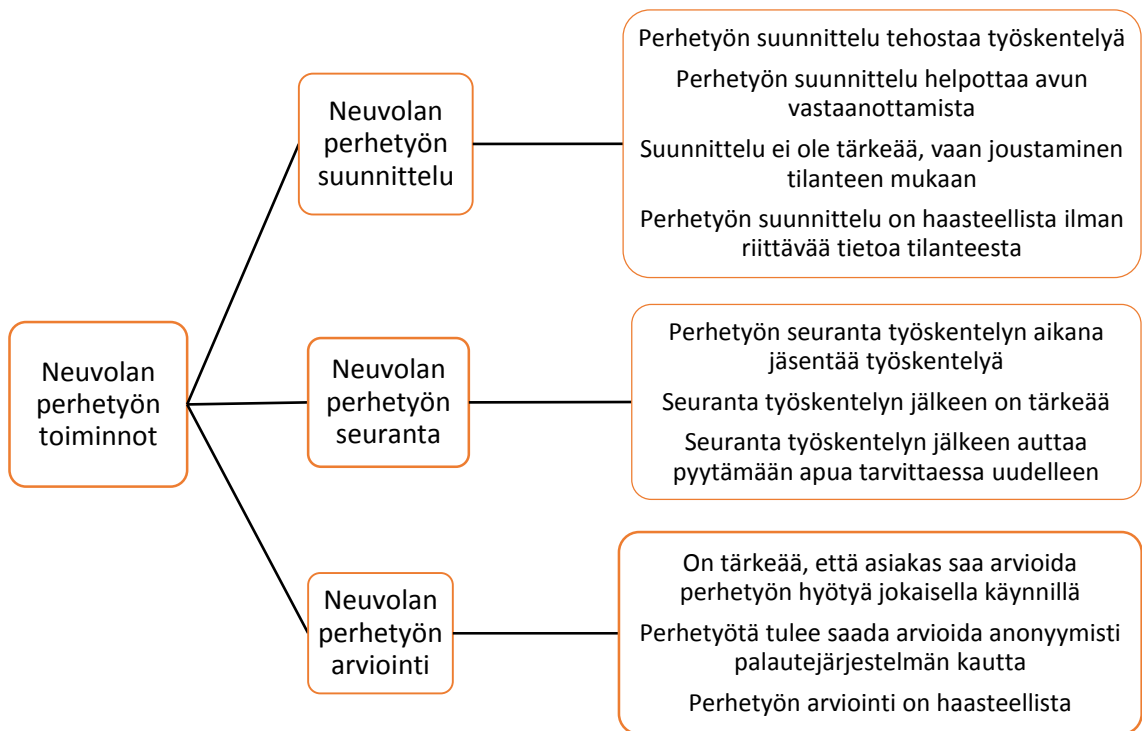 Neuvolan
perhetyön
toiminnot
Neuvolan
perhetyön
suunnittelu
Perhetyön suunnittelu tehostaa työskentelyä
Perhetyön suunnittelu helpottaa avun
vastaanottamista
Suunnittelu ei ole tärkeää, vaan joustaminen
tilanteen mukaan
Perhetyön suunnittelu on haasteellista ilman
riittävää tietoa tilanteesta
Neuvolan
perhetyön
seuranta
Perhetyön seuranta työskentelyn aikana
jäsentää työskentelyä
Seuranta työskentelyn jälkeen on tärkeää
Seuranta työskentelyn jälkeen auttaa
pyytämään apua tarvittaessa uudelleen
Neuvolan
perhetyön
arviointi
On tärkeää, että asiakas saa arvioida
perhetyön hyötyä jokaisella käynnillä
Perhetyötä tulee saada arvioida anonyymisti
palautejärjestelmän kautta
Perhetyön arviointi on haasteellista